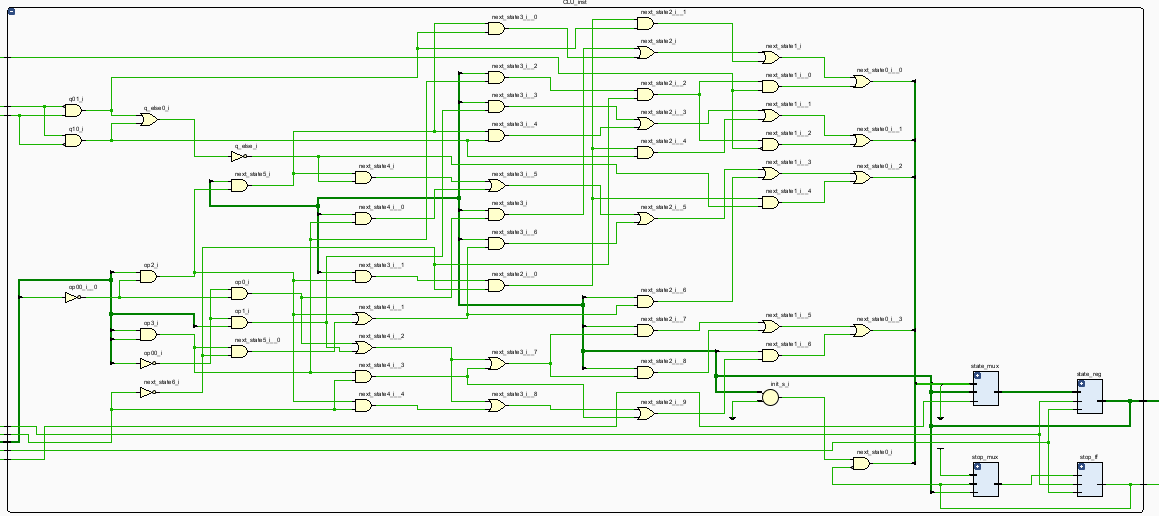 CLU_inst
next_state3_i__0
next_state2_i__1
next_state2_i
next_state1_i
next_state3_i__2
next_state1_i__0
next_state0_i__0
next_state2_i__2
next_state3_i__3
q01_i
q_else0_i
next_state1_i__1
next_state2_i__3
next_state3_i__4
q10_i
next_state1_i__2
next_state0_i__1
next_state2_i__4
q_else_i
next_state1_i__3
next_state0_i__2
next_state4_i
next_state5_i
next_state3_i__5
next_state1_i__4
next_state3_i
next_state4_i__0
next_state2_i__5
next_state3_i__6
op2_i
next_state3_i__1
next_state2_i__0
op0_i
op00_i__0
next_state2_i__6
next_state4_i__1
op1_i
op3_i
next_state2_i__7
next_state1_i__5
next_state0_i__3
next_state4_i__2
next_state5_i__0
op00_i
next_state3_i__7
next_state1_i__6
next_state2_i__8
next_state4_i__3
state_mux
state_reg
next_state6_i
init_s_i
next_state4_i__4
next_state3_i__8
next_state2_i__9
next_state0_i
stop_mux
stop_ff